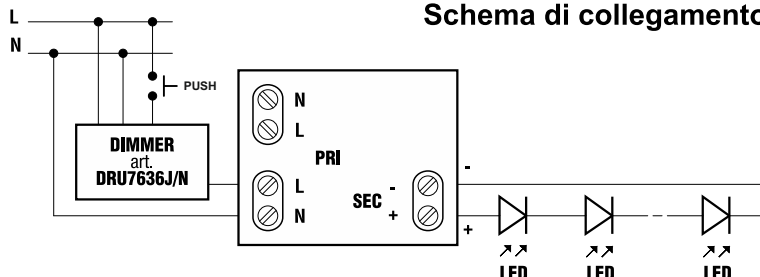 Schema di collegamento
L
N
PUSH
DIMMER
art.
DRU7636J/N
N
L
PRI
L
N
SEC
-
+
-
+
LED
LED
LED